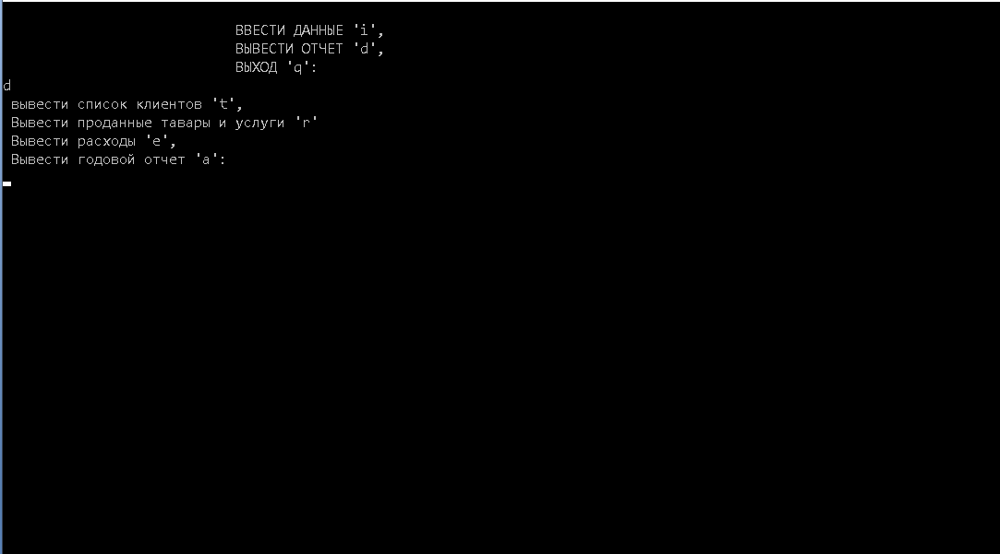 ВВЕСТИ ДАННЫЕ 'i',
ВЫВЕСТИ ОТЧЕТ 'd',
ВЫХОД 'q':
d
вывести список клиентов 't',
Вывести проданные тавары и услуги 'r'
Вывести расходы 'e',
Вывести годовой отчет 'a':